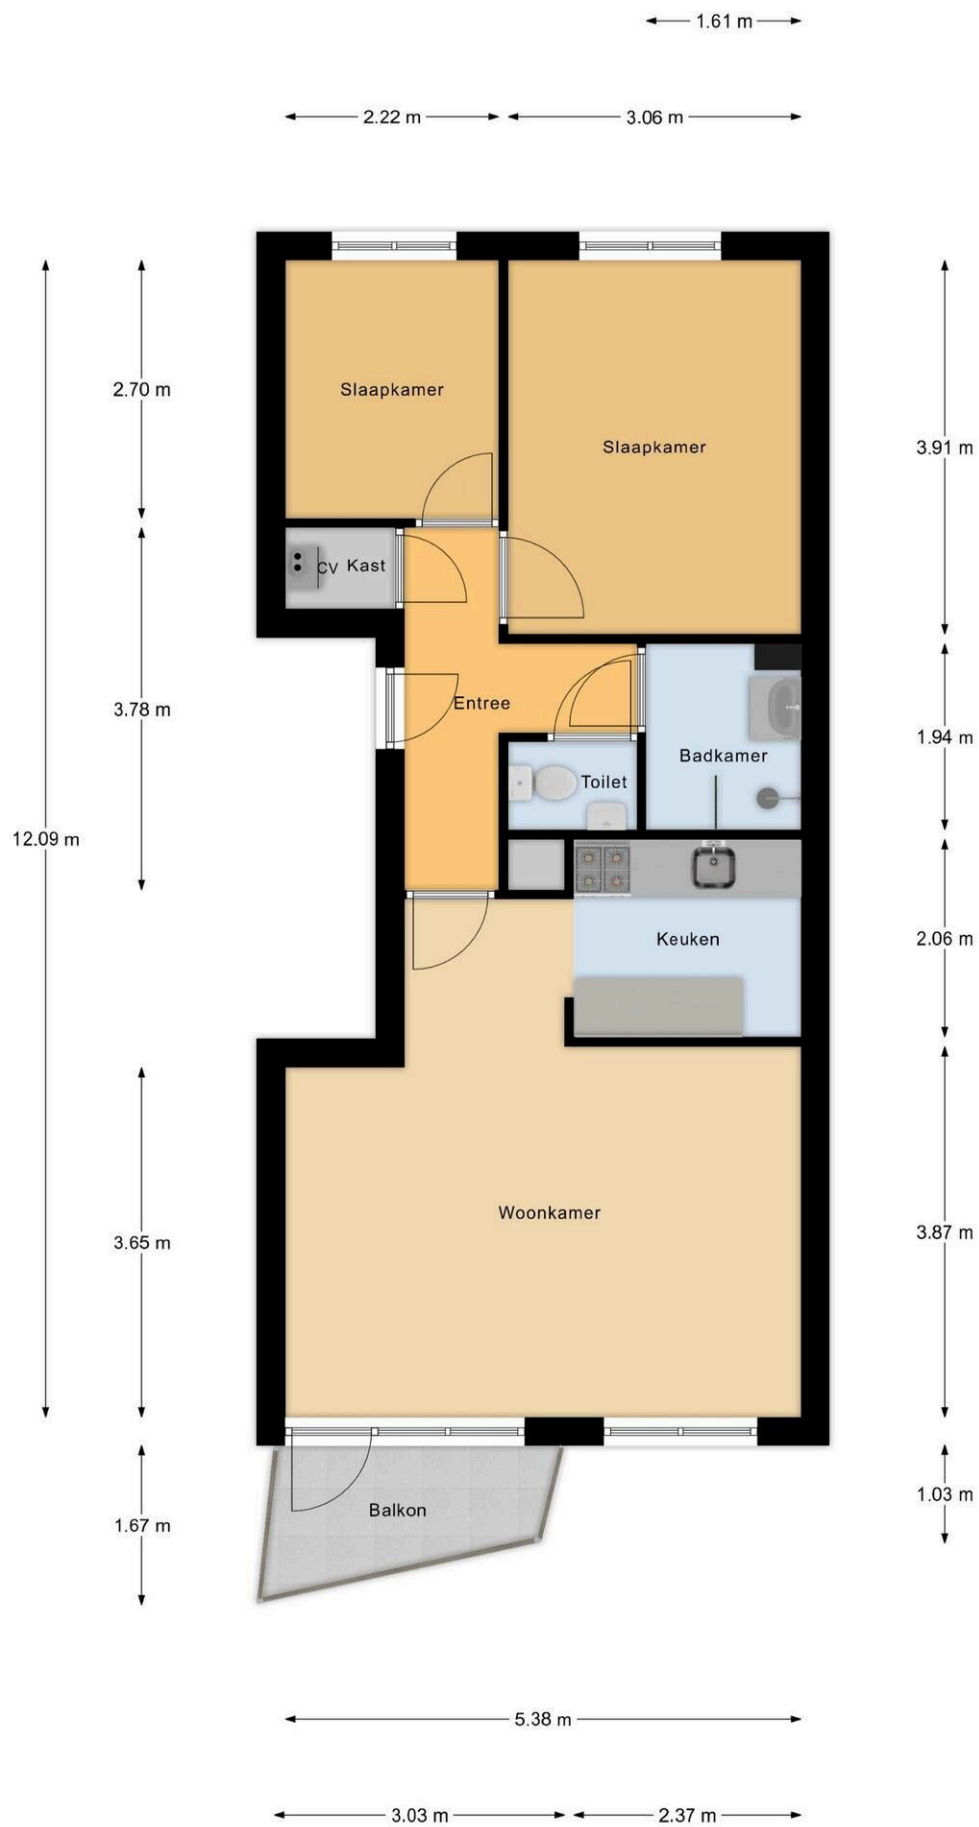 1.61 m
2.22 m
3.06 m
2.70 m
Slaapkamer
Slaapkamer
3.91 m
CV Kast
Entree
3.78 m
1.94 m
Badkamer
Toilet
12.09 m
Keuken
2.06 m
Woonkamer
3.65 m
3.87 m
Balkon
1.67 m
1.03 m
5.38 m
3.03 m
2.37 m